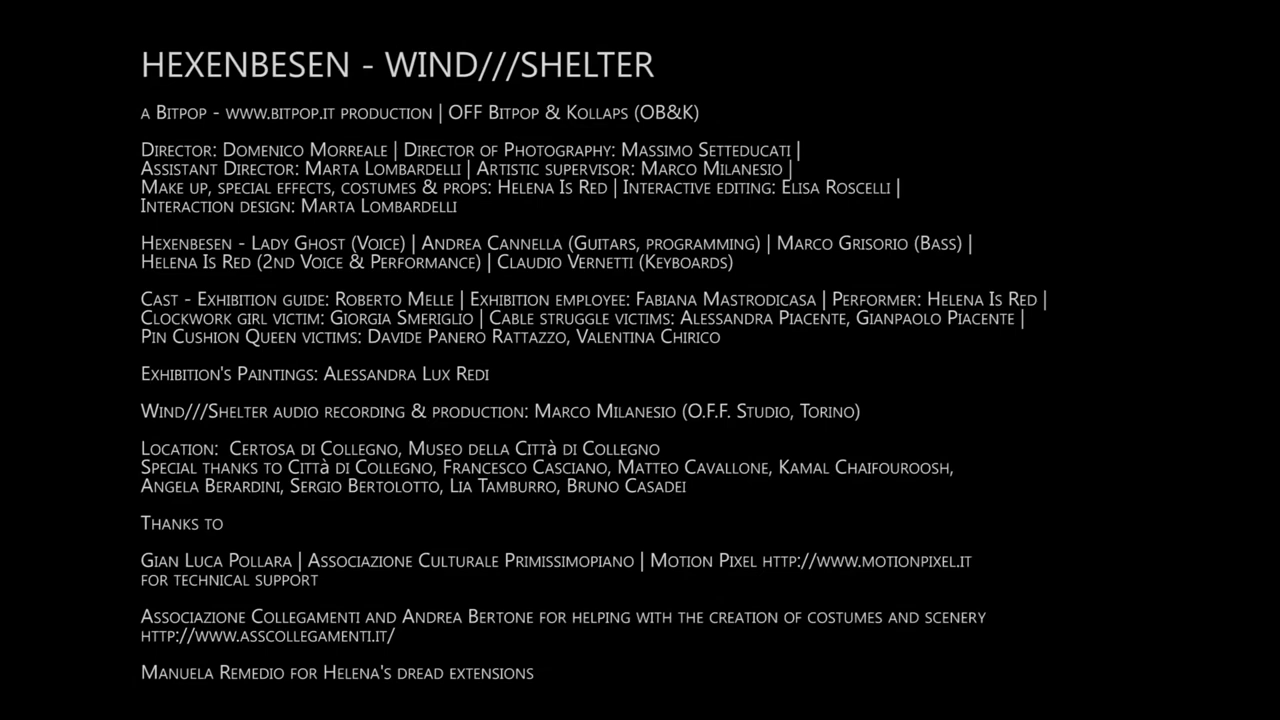 HEXENBESEN - WIND///SHELTER
A BITPOP - WWW.BITPOP.IT PRODUCTION | OFF BITPOP & KOLLAPS (OB&K)
DIRECTOR: DOMENICO MORREALE | DIRECTOR OF PHOTOGRAPHY: MASSIMO SETTEDUCATI |
ASSISTANT DIRECTOR: MARTA LOMBARDELLI | ARTISTIC SUPERVISOR: MARCO MILANESIO |
MAKE UP, SPECIAL EFFECTS, COSTUMES & PROPS: HELENA IS RED | INTERACTIVE EDITING: ELISA ROSCELLI |
INTERACTION DESIGN: MARTA LOMBARDELLI
HEXENBESEN - LADY GHOST (VOICE) | ANDREA CANNELLA (GUITARS, PROGRAMMING) | MARCO GRISORIO (BASS) |
HELENA IS RED (2ND VOICE & PERFORMANCE) | CLAUDIO VERNETTI (KEYBOARDS)
CAST - EXHIBITION GUIDE: ROBERTO MELLE | EXHIBITION EMPLOYEE: FABIANA MASTRODICASA | PERFORMER: HELENA IS RED |
CLOCKWORK GIRL VICTIM: GIORGIA SMERIGLIO | CABLE STRUGGLE VICTIMS: ALESSANDRA PIACENTE, GIANPAOLO PIACENTE |
PIN CUSHION QUEEN VICTIMS: DAVIDE PANERO RATTAZZO, VALENTINA CHIRICO
EXHIBITION'S PAINTINGS: ALESSANDRA LUX REDI
WIND///SHELTER AUDIO RECORDING & PRODUCTION: MARCO MILANESIO (O.F.F. STUDIO, TORINO)
LOCATION: CERTOSA DI COLLEGNO, MUSEO DELLA CITTà DI COLLEGNO
SPECIAL THANKS TO CITTà DI COLLEGNO, FRANCESCO CASCIANO, MATTEO CAVALLONE, KAMAL CHAIFOUROOSH,
ANGELA BERARDINI, SERGIO BERTOLOTTO, LIA TAMBURRO, BRUNO CASADEI
THANKS TO
GIAN LUCA POLLARA | ASSOCIAZIONE CULTURALE PRIMISSIMOPIANO | MOTION PIXEL HTTP://WWW.MOTIONPIXEL.IT
FOR TECHNICAL SUPPORT
ASSOCIAZIONE COLLEGAMENTI AND ANDREA BERTONE FOR HELPING WITH THE CREATION OF COSTUMES AND SCENERY
HTTP://WWW.ASSCOLLEGAMENTI.IT/
MANUELA REMEDIO FOR HELENA'S DREAD EXTENSIONS